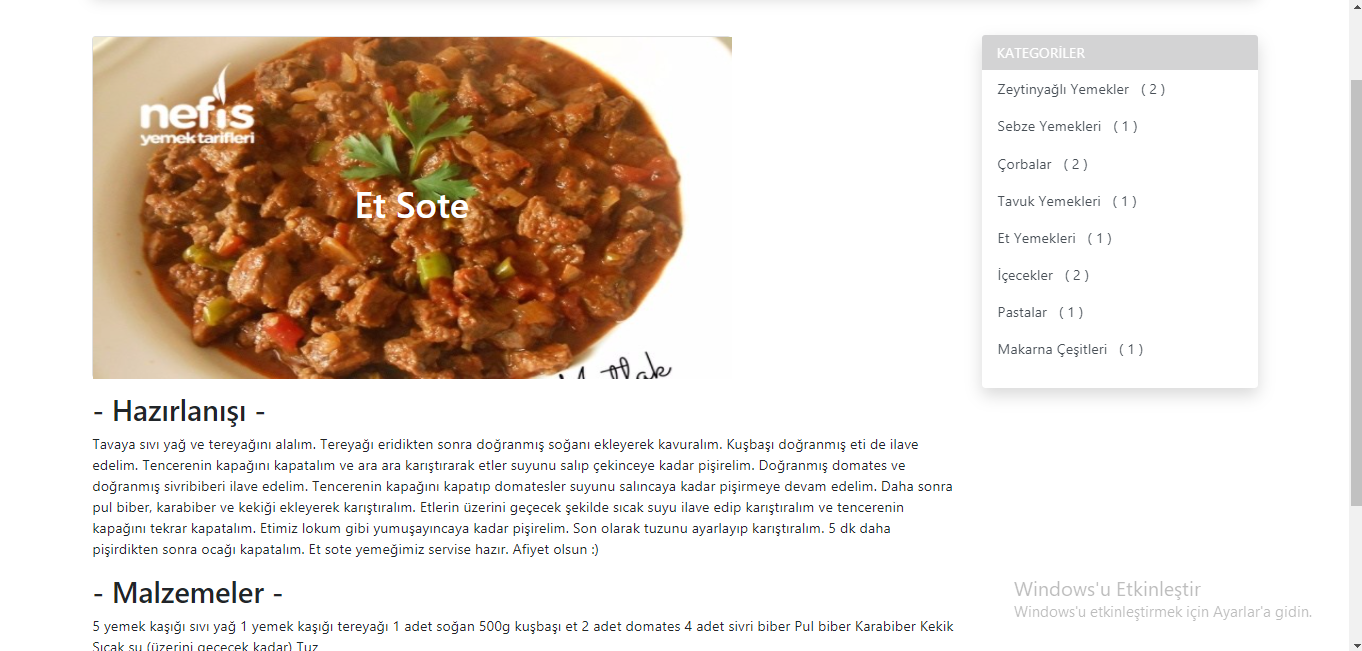 nefis
yemek tarifleri
Et Sote
- Hazırlanışı -
Tavaya sıvı yağ ve tereyağını alalım. Tereyağı eridikten sonra doğranmış soğanı ekleyerek kavuralım. Kuşbaşı doğranmış eti de ilave
edelim. Tencerenin kapağını kapatalım ve ara ara karıştırarak etler suyunu salıp çekinceye kadar pişirelim. Doğranmış domates ve
doğranmış sivribiberi ilave edelim. Tencerenin kapağını kapatıp domatesler suyunu salıncaya kadar pişirmeye devam edelim. Daha sonra
pul biber, karabiber ve kekiği ekleyerek karıştıralım. Etlerin üzerini geçecek şekilde sıcak suyu ilave edip karıştıralım ve tencerenin
kapağını tekrar kapatalım. Etimiz lokum gibi yumuşayıncaya kadar pişirelim. Son olarak tuzunu ayarlayıp karıştıralım. 5 dk daha
pişirdikten sonra ocağı kapatalım. Et sote yemeğimiz servise hazır. Afiyet olsun :)
- Malzemeler -
5 yemek kaşığı sıvı yağ 1 yemek kaşığı tereyağı 1 adet soğan 500g kuşbaşı et 2 adet domates 4 adet sivri biber Pul biber Karabiber Kekik
Sıcak su (üzerini geçecek kadar) Tuz
KATEGORİLER
Zeytinyağlı Yemekler ( 2 )
Sebze Yemekleri ( 1 )
Çorbalar ( 2 )
Tavuk Yemekleri ( 1 )
Et Yemekleri ( 1 )
İçecekler ( 2 )
Pastalar ( 1 )
Makarna Çeşitleri ( 1 )
Windows'u Etkinleştir
Windows'u etkinleştirmek için Ayarlar'a gidin.